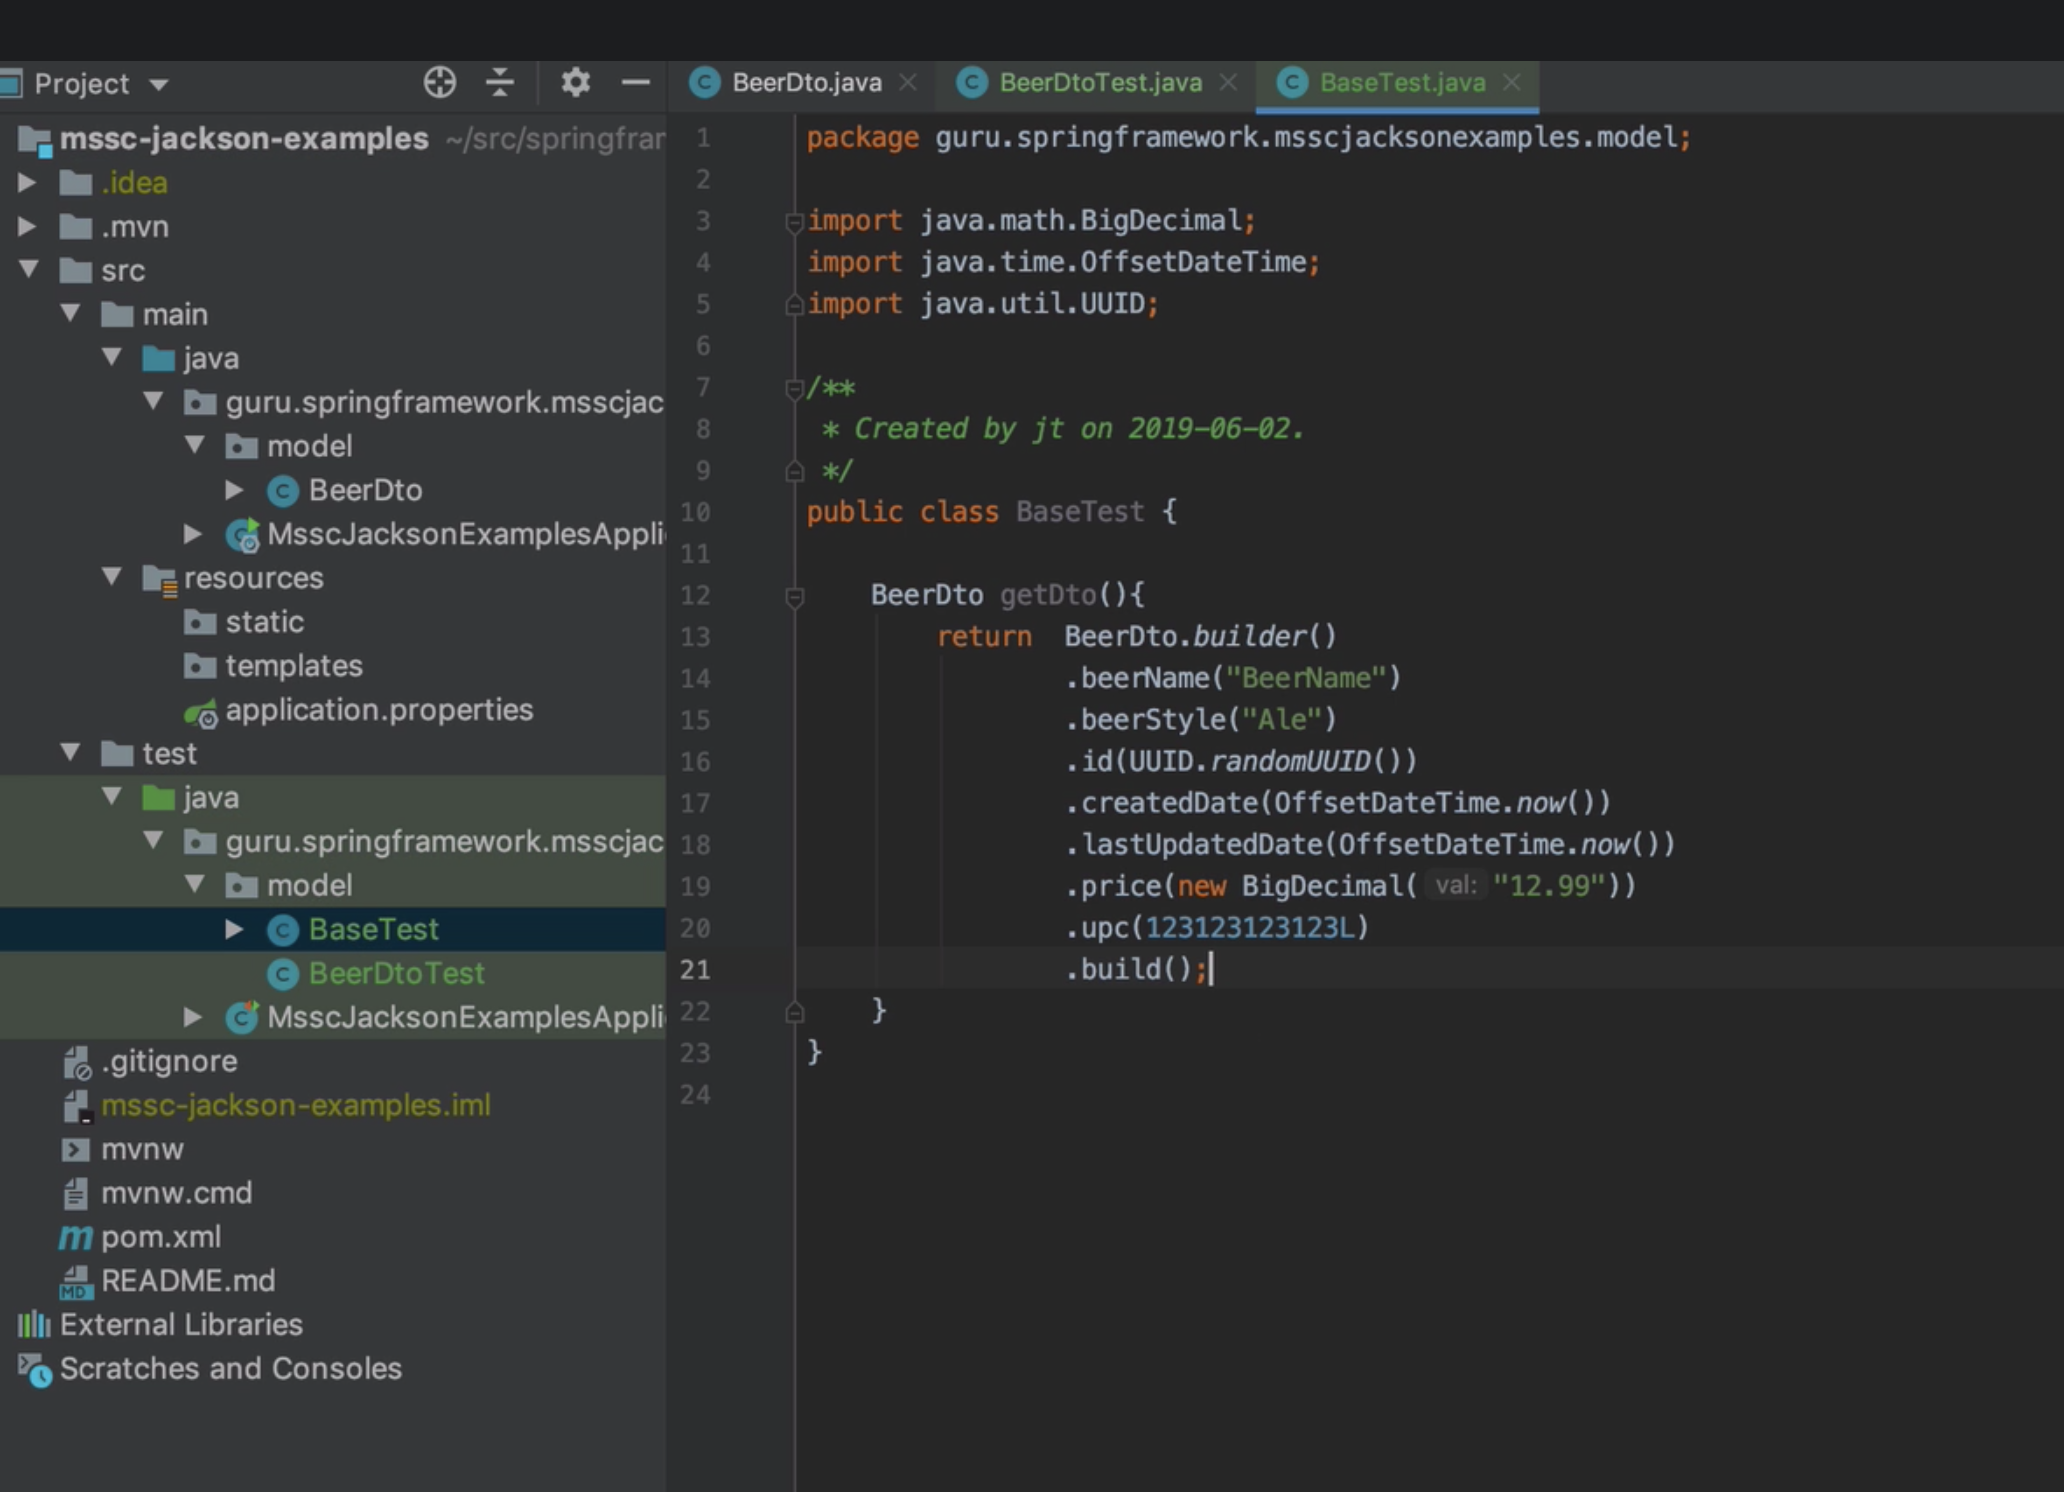 Project
mssc-jackson-examples ~/src/springfra
.idea
.mvn
src
main
java
guru.springframework.msscjac
model
BeerDto
MsscJacksonExamplesAppli
resources
static
templates
application.properties
test
java
guru.springframework.msscjac
model
BaseTest
BeerDtoTest
MsscJacksonExamplesAppli
.gitignore
mssc-jackson-examples.iml
mvnw
mvnw.cmd
pom.xml
MD README.md
External Libraries
Scratches and Consoles
BeerDto.java BeerDtoTest.java BaseTest.java
1 package guru.springframework.msscjacksonexamples.model;
2
3 import java.math.BigDecimal;
4 import java.time.OffsetDateTime;
5 import java.util.UUID;
6
7 /**
8 * Created by jt on 2019-06-02.
9 */
10 public class BaseTest {
11
12 BeerDto getDto(){
13 return BeerDto.builder()
14 .beerName("BeerName")
15 .beerStyle("Ale")
16 .id(UUID.randomUUID())
17 .createdDate(OffsetDateTime.now())
18 .lastUpdatedDate(OffsetDateTime.now())
19 .price(new BigDecimal( val: "12.99"))
20 .upc(123123123123L)
21 .build();
22 }
23 }
24